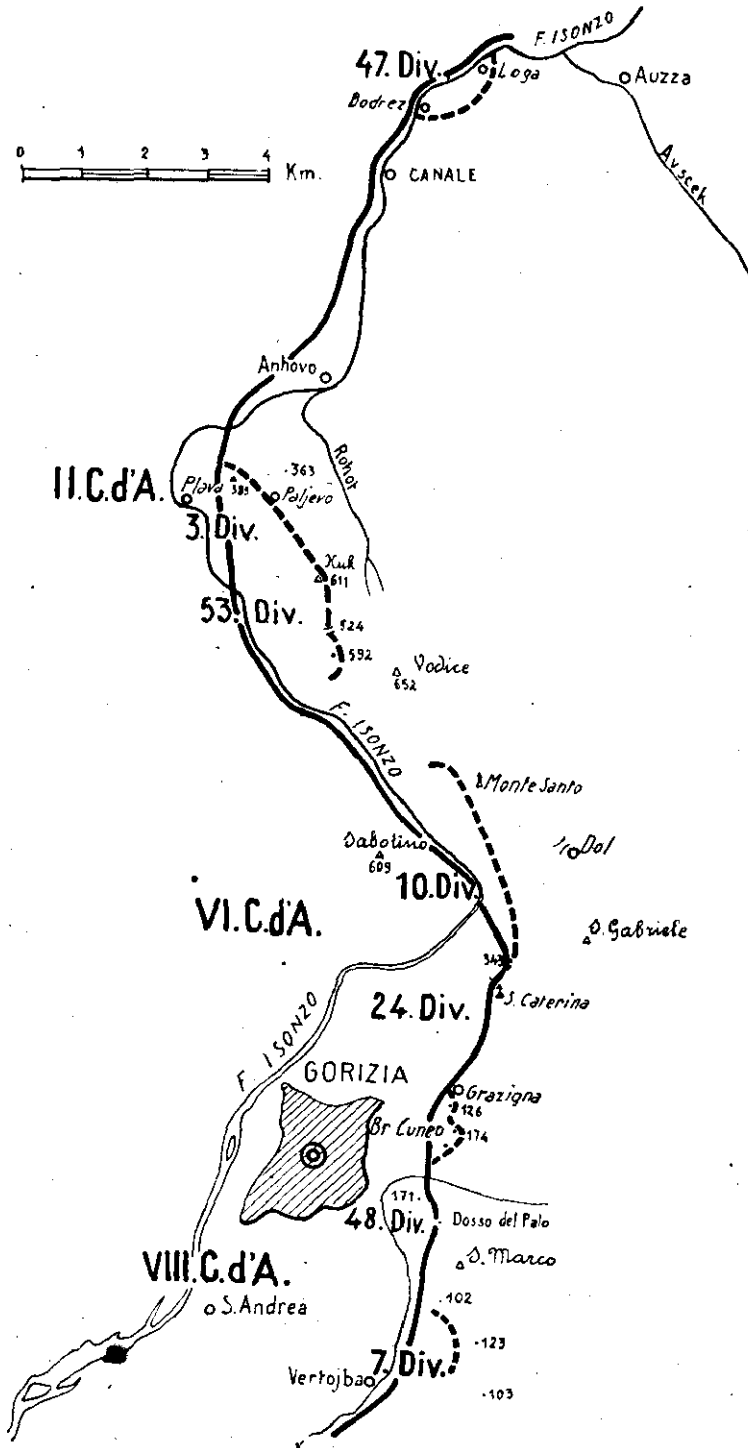 F. ISONZO
47. Div.
Loga
Auzza
Bodrez
0 1 2 3 4 Km.
CANALE
Avscek
Anhovo
Rohot
363
II.C.d'A.
Plava
383
Paljevo
3. Div.
Kuk
611
53. Div.
524
592
Vodice
652
F. ISONZO
Monte Santo
Sabotino
609
Dol
10. Div.
VI.C.d'A.
S. Gabriele
343
S. Caterina
24. Div.
F. ISONZO
GORIZIA
Grazigna
126
Br Cuneo
174
171
48. Div.
Dosso del Palo
S. Marco
VIII.C.d'A.
102
S. Andrea
123
7. Div.
Vertojba
103